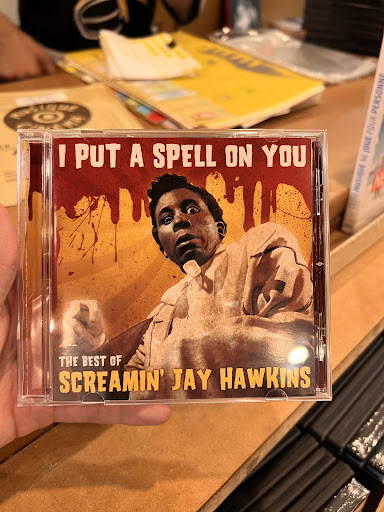 I PUT A SPELL ON YOU
THE BEST OF
SCREAMIN' JAY HAWKINS